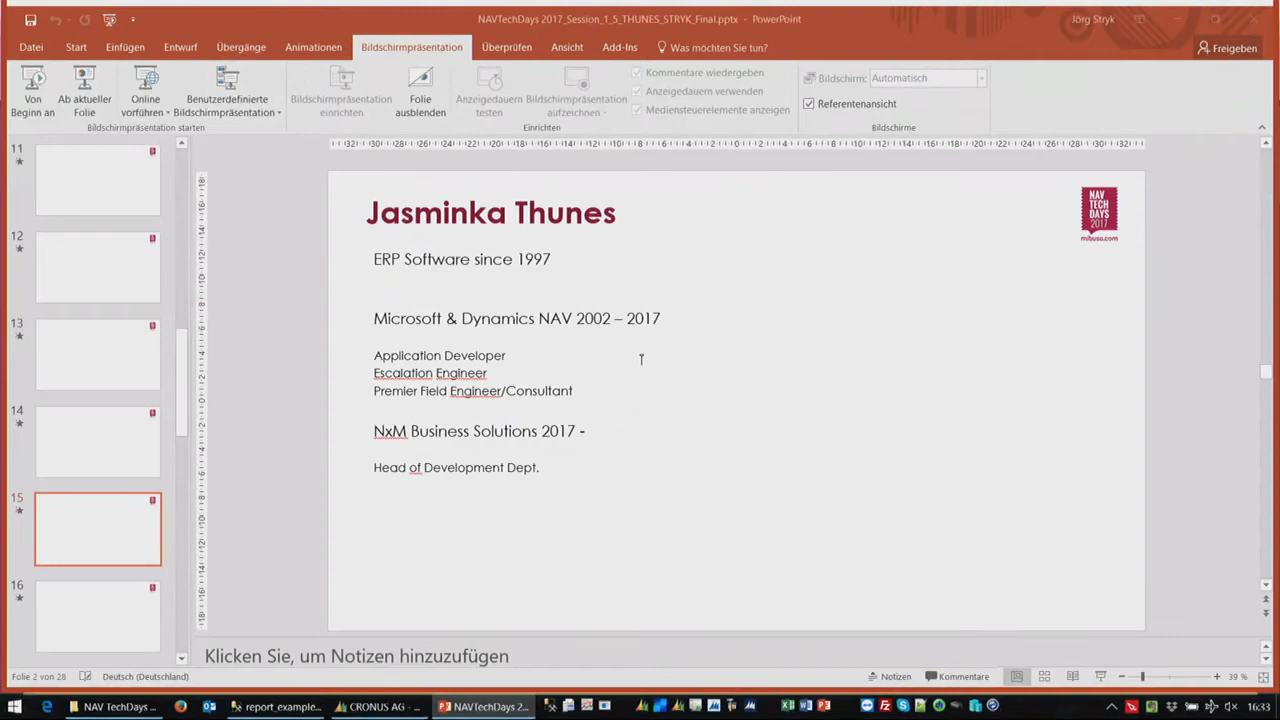 NAVTechDays 2017_Session_1_5_THUNES_STRYK_Final.pptx - PowerPoint
Jörg Stryk
Datei Start Einfügen Entwurf Übergänge Animationen Bildschirmpräsentation Überprüfen Ansicht Add-Ins Was möchten Sie tun? Freigeben
Von Beginn an
Ab aktueller Folie
Online vorführen
Benutzerdefinierte Bildschirmpräsentation
Bildschirmpräsentation einrichten
Folie ausblenden
Anzeigedauern testen
Bildschirmpräsentation aufzeichnen
Kommentare wiedergeben
Anzeigedauern verwenden
Mediensteuerelemente anzeigen
Bildschirm: Automatisch
Referentenansicht
Bildschirmpräsentation starten
Einrichten
Bildschirme
11
12
13
14
15
16
Jasminka Thunes
NAV
TECH
DAYS
2017
mibuso.com
ERP Software since 1997
Microsoft & Dynamics NAV 2002 – 2017
Application Developer
Escalation Engineer
Premier Field Engineer/Consultant
NxM Business Solutions 2017 -
Head of Development Dept.
Klicken Sie, um Notizen hinzuzufügen
Folie 2 von 28 Deutsch (Deutschland) Notizen Kommentare 39 %
NAV TechDays ... report_example... CRONUS AG - ... NAVTechDays 2... 16:33